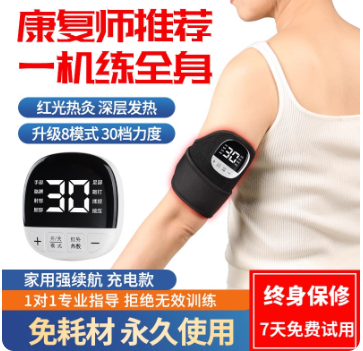 康复师推荐
一机练全身
红光热灸 深层发热
升级8模式 30档力度
30
30
家用强续航 充电款
1对1专业指导 拒绝无效训练
免耗材 永久使用
终身保修
7天免费试用